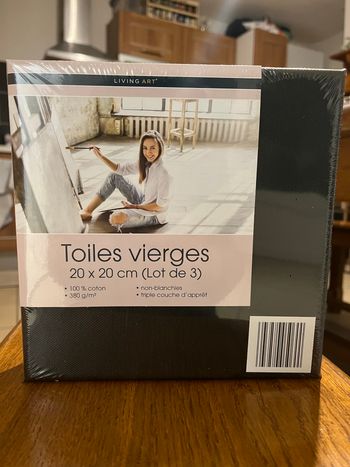 LIVING ART®
Toiles vierges
20 x 20 cm (Lot de 3)
• 100 % coton
• 380 g/m²
• non-blanchies
• triple couche d'apprêt